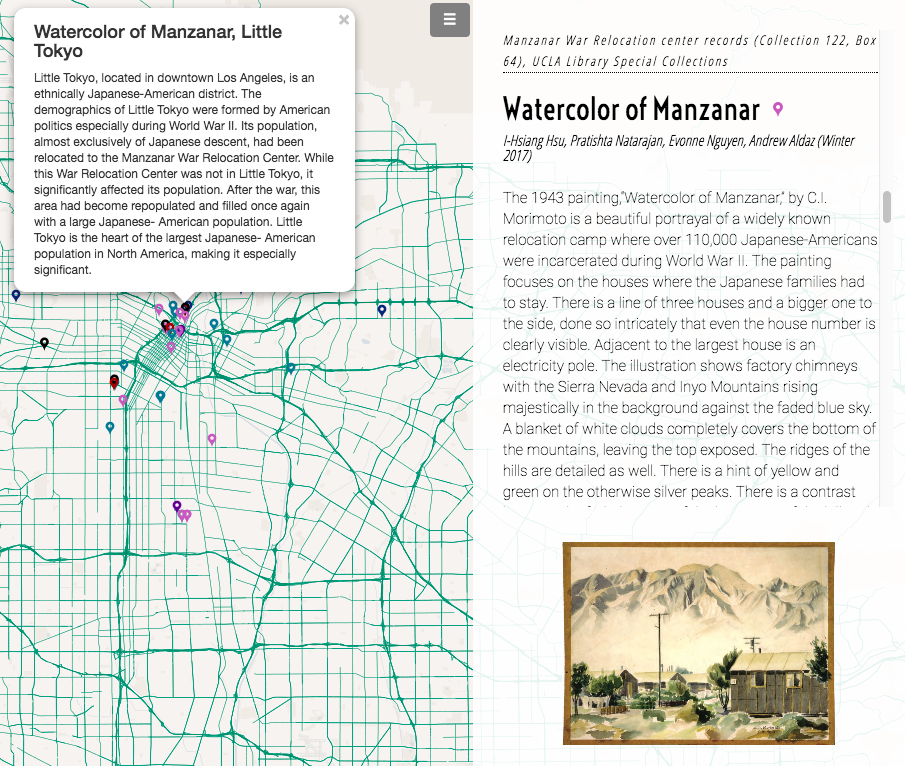 Watercolor of Manzanar, Little
Tokyo
×
Little Tokyo, located in downtown Los Angeles, is an
ethnically Japanese-American district. The
demographics of Little Tokyo were formed by American
politics especially during World War II. Its population,
almost exclusively of Japanese descent, had been
relocated to the Manzanar War Relocation Center. While
this War Relocation Center was not in Little Tokyo, it
significantly affected its population. After the war, this
area had become repopulated and filled once again
with a large Japanese- American population. Little
Tokyo is the heart of the largest Japanese- American
population in North America, making it especially
significant.
Manzanar War Relocation center records (Collection 122, Box
64), UCLA Library Special Collections
Watercolor of Manzanar
I-Hsiang Hsu, Pratishta Natarajan, Evonne Nguyen, Andrew Aldaz (Winter
2017)
The 1943 painting,"Watercolor of Manzanar," by C.I.
Morimoto is a beautiful portrayal of a widely known
relocation camp where over 110,000 Japanese-Americans
were incarcerated during World War II. The painting
focuses on the houses where the Japanese families had
to stay. There is a line of three houses and a bigger one to
the side, done so intricately that even the house number is
clearly visible. Adjacent to the largest house is an
electricity pole. The illustration shows factory chimneys
with the Sierra Nevada and Inyo Mountains rising
majestically in the background against the faded blue sky.
A blanket of white clouds completely covers the bottom of
the mountains, leaving the top exposed. The ridges of the
hills are detailed as well. There is a hint of yellow and
green on the otherwise silver peaks. There is a contrast